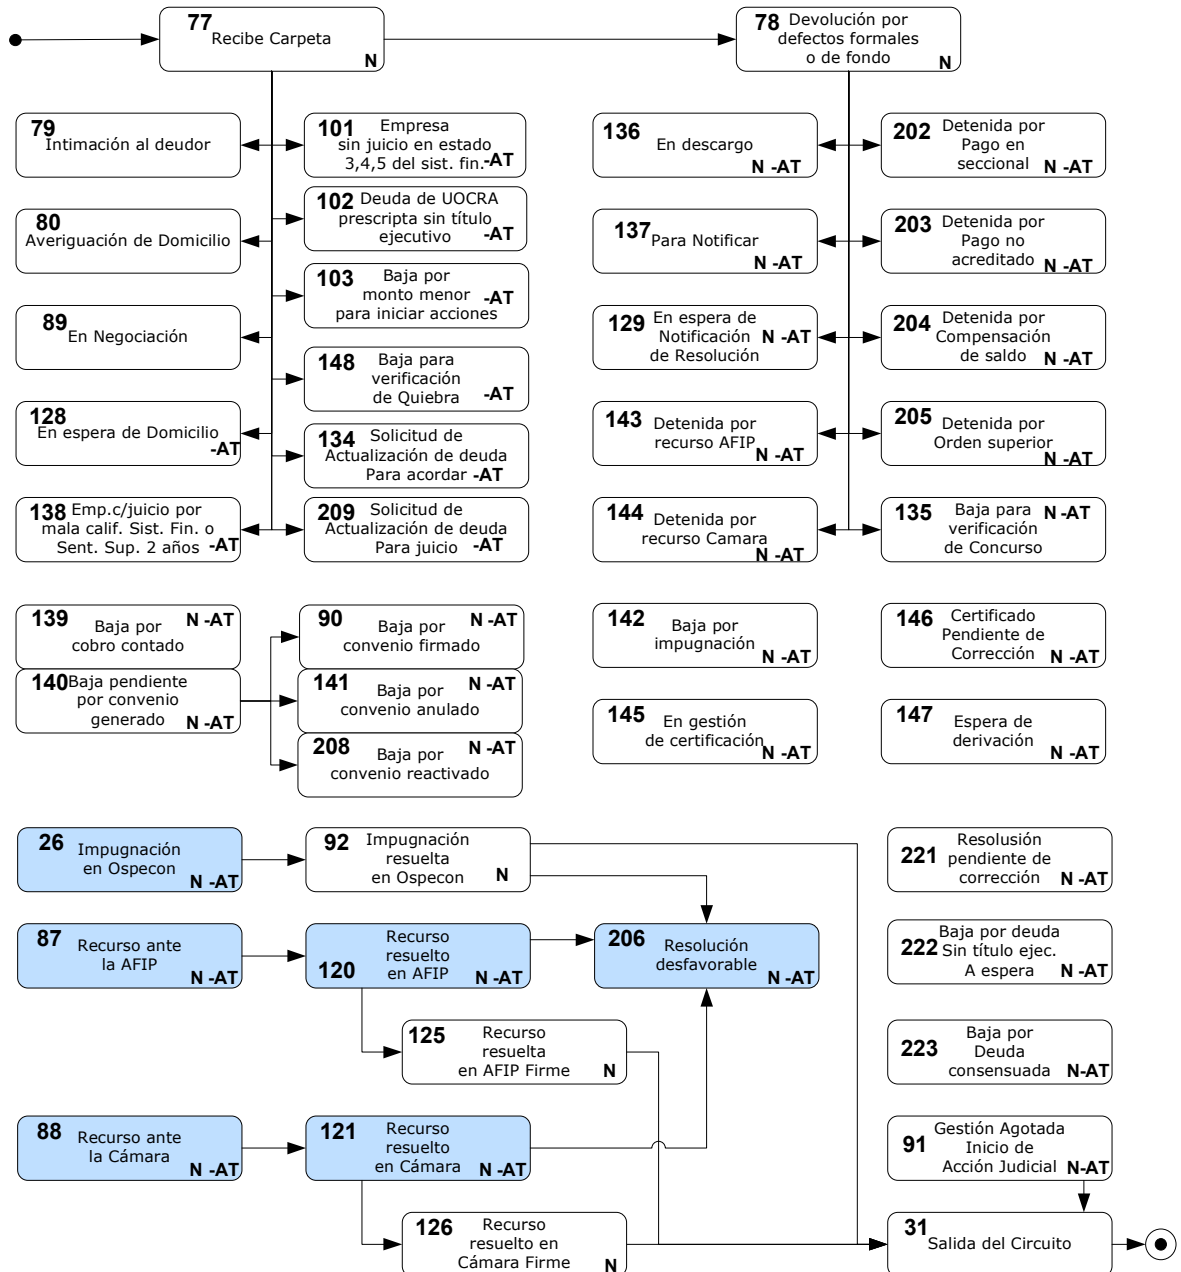 77
Recibe Carpeta
N
78 Devolución por
defectos formales
o de fondo N
79
Intimación al deudor
101 Empresa
sin juicio en estado
3,4,5 del sist. fin. -AT
136
En descargo
N -AT
202 Detenida por
Pago en
seccional N -AT
80
Averiguación de Domicilio
102 Deuda de UOCRA
prescripta sin título
ejecutivo -AT
137 Para Notificar
N -AT
203 Detenida por
Pago no
acreditado N -AT
103 Baja por
monto menor -AT
para iniciar acciones
89
En Negociación
129 En espera de
Notificación N -AT
de Resolución
204 Detenida por
Compensación
de saldo N -AT
148 Baja para
verificación
de Quiebra -AT
128
En espera de Domicilio
-AT
134 Solicitud de
Actualización de deuda
Para acordar -AT
143 Detenida por
recurso AFIP
N -AT
205 Detenida por
Orden superior
N -AT
138 Emp.c/juicio por
mala calif. Sist. Fin. o
Sent. Sup. 2 años -AT
209 Solicitud de
Actualización de deuda
Para juicio -AT
144 Detenida por
recurso Camara
N -AT
135 Baja para N -AT
verificación
de Concurso
139 Baja por N -AT
cobro contado
90 Baja por N -AT
convenio firmado
142 Baja por
impugnación
N -AT
146 Certificado
Pendiente de
Corrección N -AT
140 Baja pendiente
por convenio
generado N -AT
141 Baja por N -AT
convenio anulado
145 En gestión
de certificación
N -AT
147 Espera de
derivación
N -AT
208 Baja por N -AT
convenio reactivado
26 Impugnación
en Ospecon
N -AT
92 Impugnación
resuelta
en Ospecon N
221 Resolusión
pendiente de
corrección N -AT
87 Recurso ante
la AFIP
N -AT
Recurso
resuelto
120 en AFIP N -AT
206 Resolución
desfavorable
N -AT
Baja por deuda
222 Sin título ejec.
A espera N -AT
125 Recurso
resuelta
en AFIP Firme N
223 Baja por
Deuda
consensuada N-AT
88 Recurso ante
la Cámara
N -AT
121 Recurso
resuelto
en Cámara N -AT
Gestión Agotada
91 Inicio de
Acción Judicial N-AT
126 Recurso
resuelto en
Cámara Firme N
31
Salida del Circuito